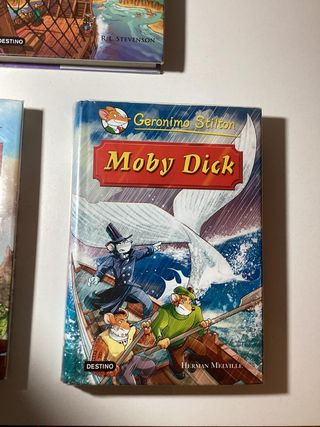 R.L. STEVENSON
DESTINO
Geronimo Stilton
Moby Dick
HERMAN MELVILLE
DESTINO